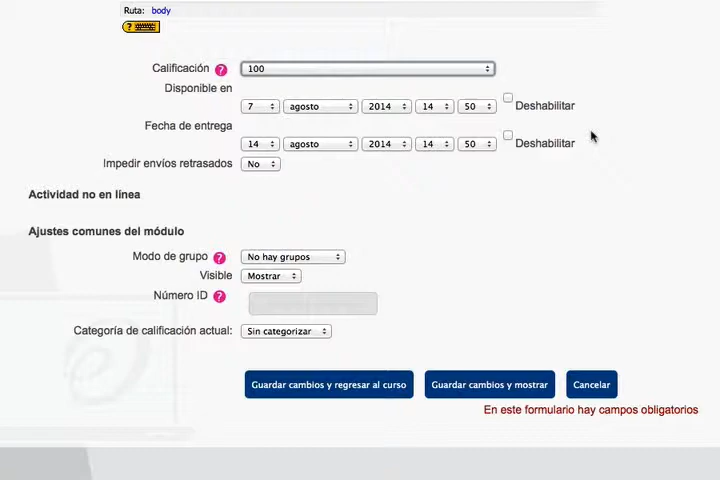 Ruta: body
?
Calificación ? 100
Disponible en
7 agosto 2014 14 50 Deshabilitar
Fecha de entrega
14 agosto 2014 14 50 Deshabilitar
Impedir envíos retrasados No
Actividad no en línea
Ajustes comunes del módulo
Modo de grupo ? No hay grupos
Visible Mostrar
Número ID ?
Categoría de calificación actual: Sin categorizar
Guardar cambios y regresar al curso Guardar cambios y mostrar Cancelar
En este formulario hay campos obligatorios